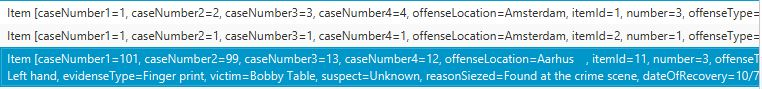 Item [caseNumber1=1, caseNumber2=2, caseNumber3=3, caseNumber4=4, offenseLocation=Amsterdam, itemId=1, number=3, offenseType=
Item [caseNumber1=1, caseNumber2=1, caseNumber3=1, caseNumber4=1, offenseLocation=Amsterdam, itemId=2, number=1, offenseType=
Item [caseNumber1=101, caseNumber2=99, caseNumber3=13, caseNumber4=12, offenseLocation=Aarhus , itemId=11, number=3, offenseT
Left hand, evidenseType=Finger print, victim=Bobby Table, suspect=Unknown, reasonSiezed=Found at the crime scene, dateOfRecovery=10/7